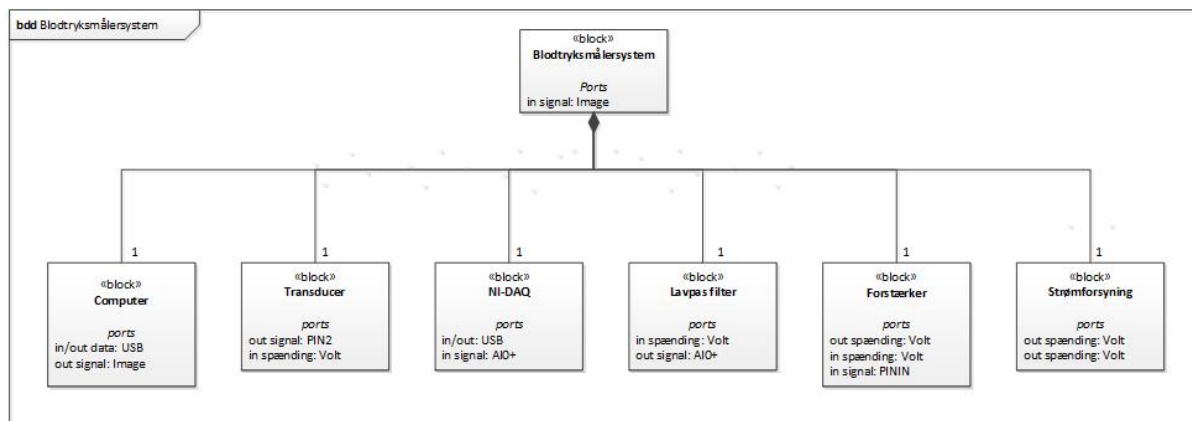 bdd Blodtryksmålersystem
«block»
Blodtryksmålersystem
Ports
in signal: Image
1
1
1
1
1
1
«block»
Computer
ports
in/out data: USB
out signal: Image
«block»
Transducer
ports
out signal: PIN2
in spænding: Volt
«block»
NI-DAQ
ports
in/out: USB
in signal: AI0+
«block»
Lavpas filter
ports
in spænding: Volt
out signal: AI0+
«block»
Forstærker
ports
out spænding: Volt
in spænding: Volt
in signal: PININ
«block»
Strømforsyning
ports
out spænding: Volt
out spænding: Volt